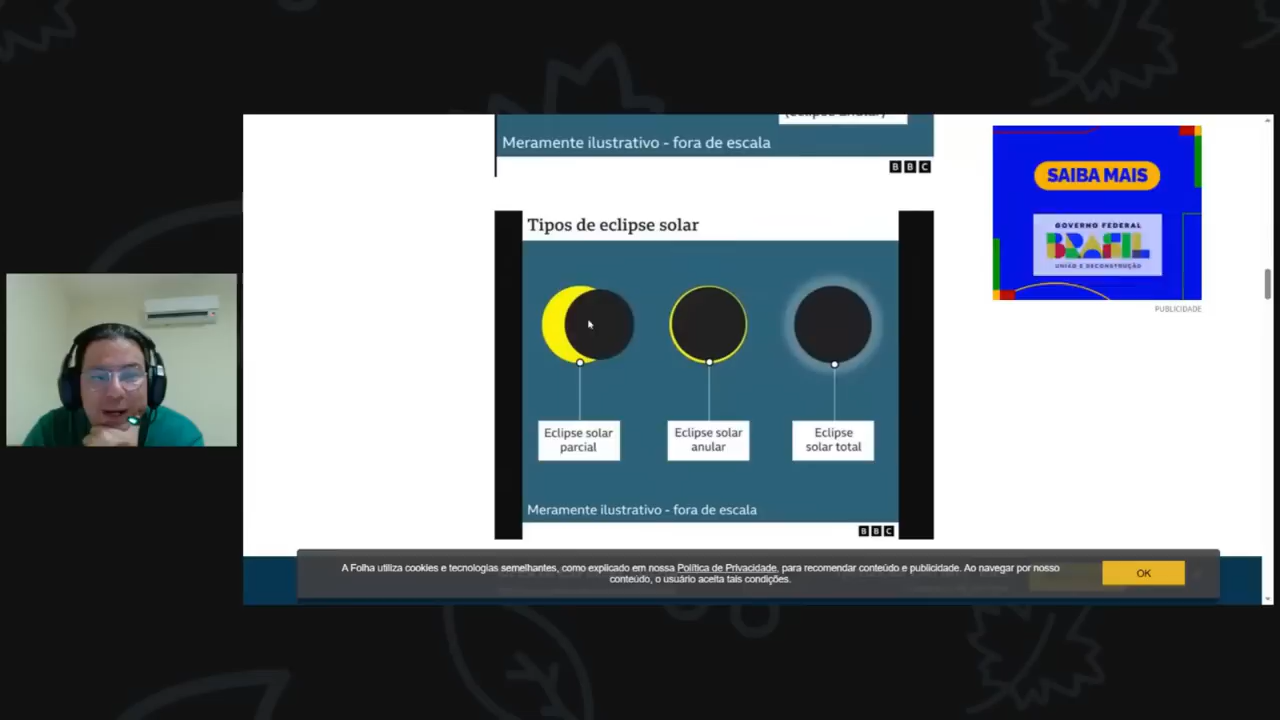 Meramente ilustrativo - fora de escala
BBC
SAIBA MAIS
GOVERNO FEDERAL
BRASIL
UNIÃO E RECONSTRUÇÃO
PUBLICIDADE
Tipos de eclipse solar
Eclipse solar
parcial
Eclipse solar
anular
Eclipse
solar total
Meramente ilustrativo - fora de escala
BBC
A Folha utiliza cookies e tecnologias semelhantes, como explicado em nossa Política de Privacidade, para recomendar conteúdo e publicidade. Ao navegar por nosso
conteúdo, o usuário aceita tais condições.
OK